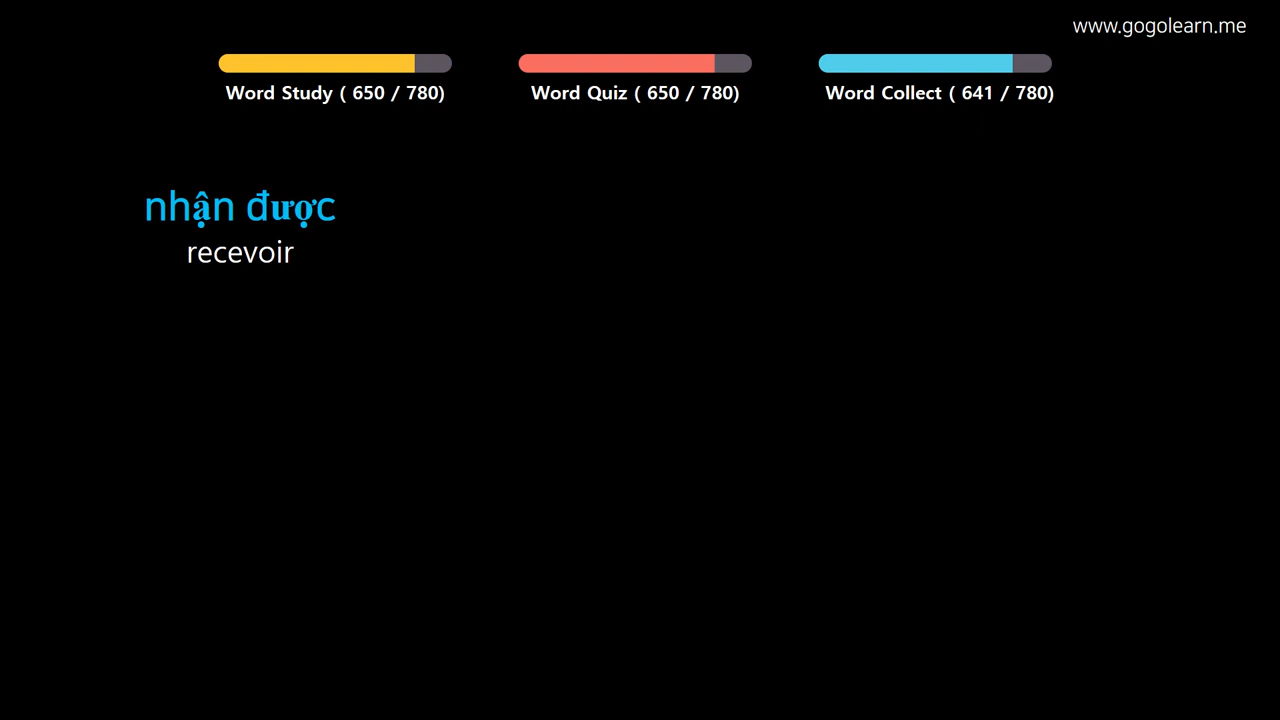 www.gogolearn.me
Word Study ( 650 / 780)
Word Quiz ( 650 / 780)
Word Collect ( 641 / 780)
nhận được
recevoir